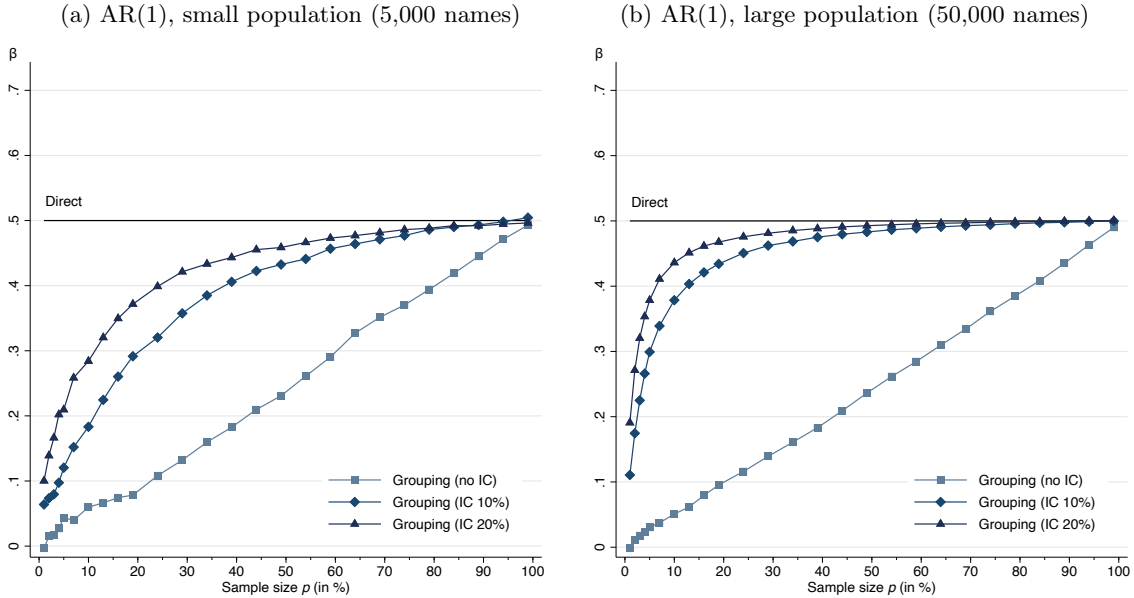 (a) AR(1), small population (5,000 names)
β
.7
.6
.5
.4
.3
.2
.1
0
Direct
Grouping (no IC)
Grouping (IC 10%)
Grouping (IC 20%)
0 10 20 30 40 50 60 70 80 90 100
Sample size p (in %)
(b) AR(1), large population (50,000 names)
β
.7
.6
.5
.4
.3
.2
.1
0
Direct
Grouping (no IC)
Grouping (IC 10%)
Grouping (IC 20%)
0 10 20 30 40 50 60 70 80 90 100
Sample size p (in %)